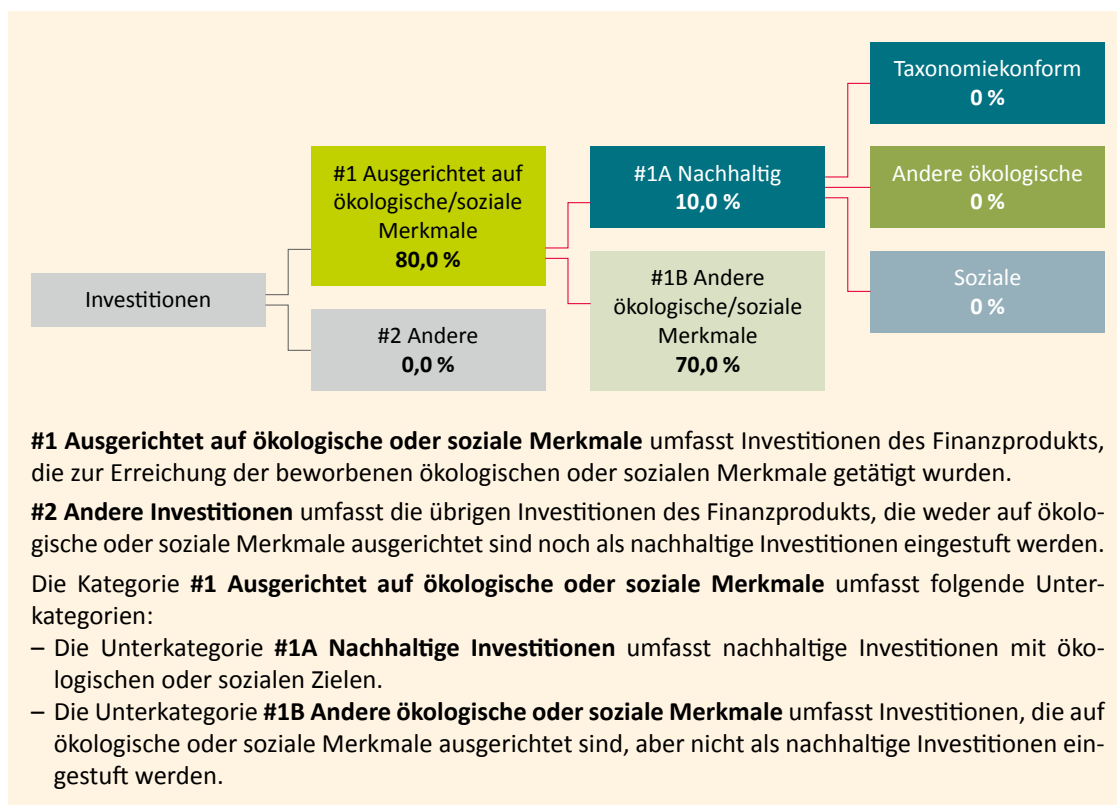 Taxonomiekonform
0 %
#1 Ausgerichtet auf
ökologische/soziale
Merkmale
80,0 %
#1A Nachhaltig
10,0 %
Andere ökologische
0 %
Investitionen
#2 Andere
0,0 %
#1B Andere
ökologische/soziale
Merkmale
70,0 %
Soziale
0 %
#1 Ausgerichtet auf ökologische oder soziale Merkmale umfasst Investitionen des Finanzprodukts,
die zur Erreichung der beworbenen ökologischen oder sozialen Merkmale getätigt wurden.
#2 Andere Investitionen umfasst die übrigen Investitionen des Finanzprodukts, die weder auf ökolo-
gische oder soziale Merkmale ausgerichtet sind noch als nachhaltige Investitionen eingestuft werden.
Die Kategorie #1 Ausgerichtet auf ökologische oder soziale Merkmale umfasst folgende Unter-
kategorien:
– Die Unterkategorie #1A Nachhaltige Investitionen umfasst nachhaltige Investitionen mit öko-
logischen oder sozialen Zielen.
– Die Unterkategorie #1B Andere ökologische oder soziale Merkmale umfasst Investitionen, die auf
ökologische oder soziale Merkmale ausgerichtet sind, aber nicht als nachhaltige Investitionen ein-
gestuft werden.